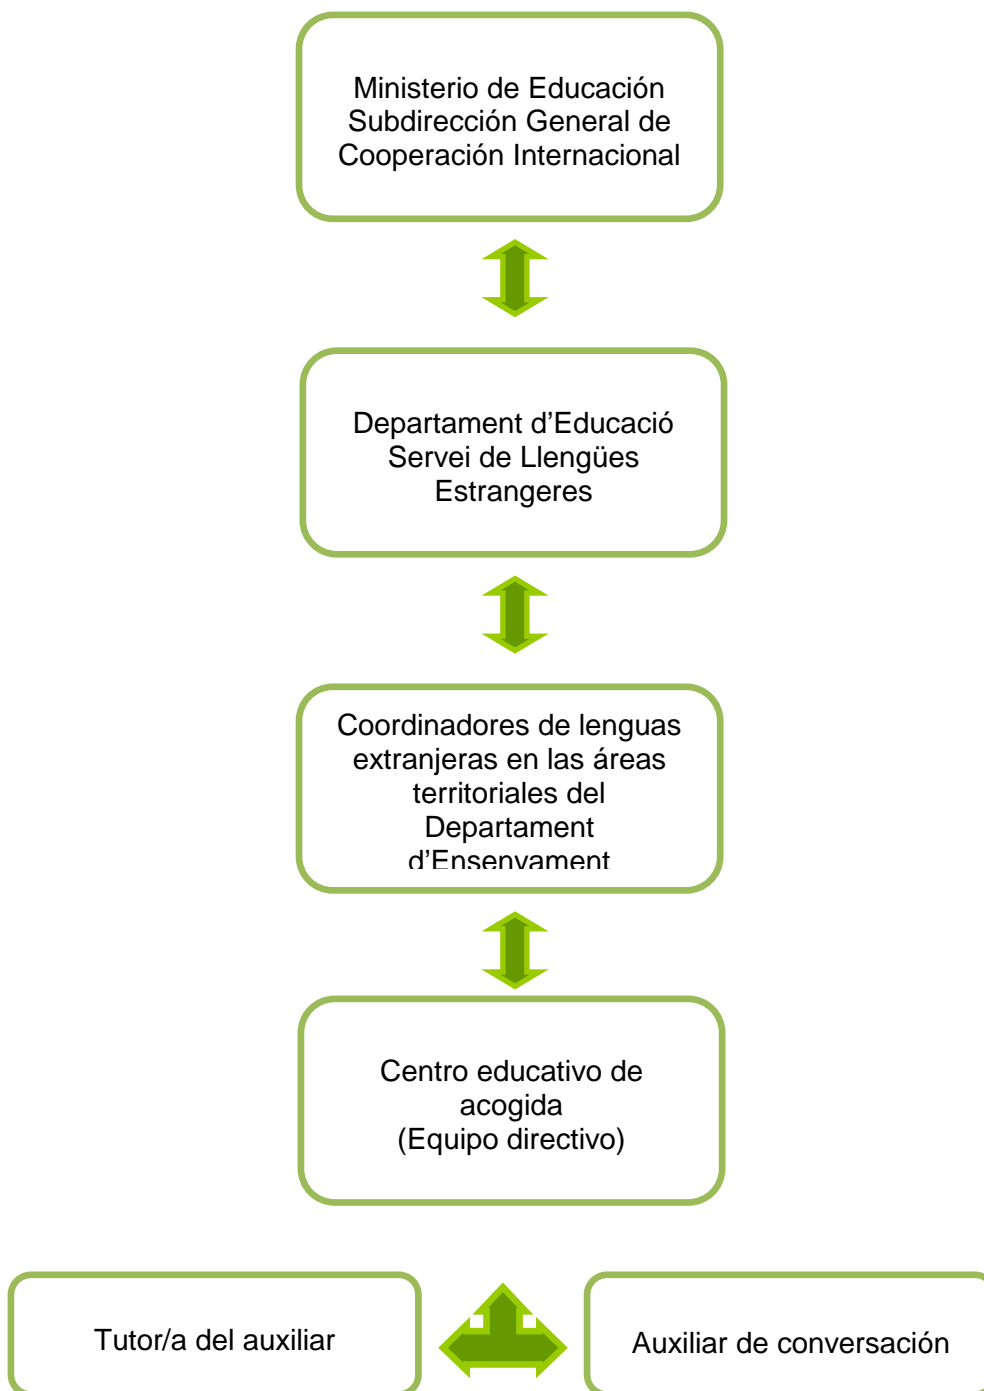 Ministerio de Educación
Subdirección General de
Cooperación Internacional
Departament d’Educació
Servei de Llengües
Estrangeres
Coordinadores de lenguas
extranjeras en las áreas
territoriales del
Departament
d’Ensenyament
Centro educativo de
acogida
(Equipo directivo)
Tutor/a del auxiliar
Auxiliar de conversación